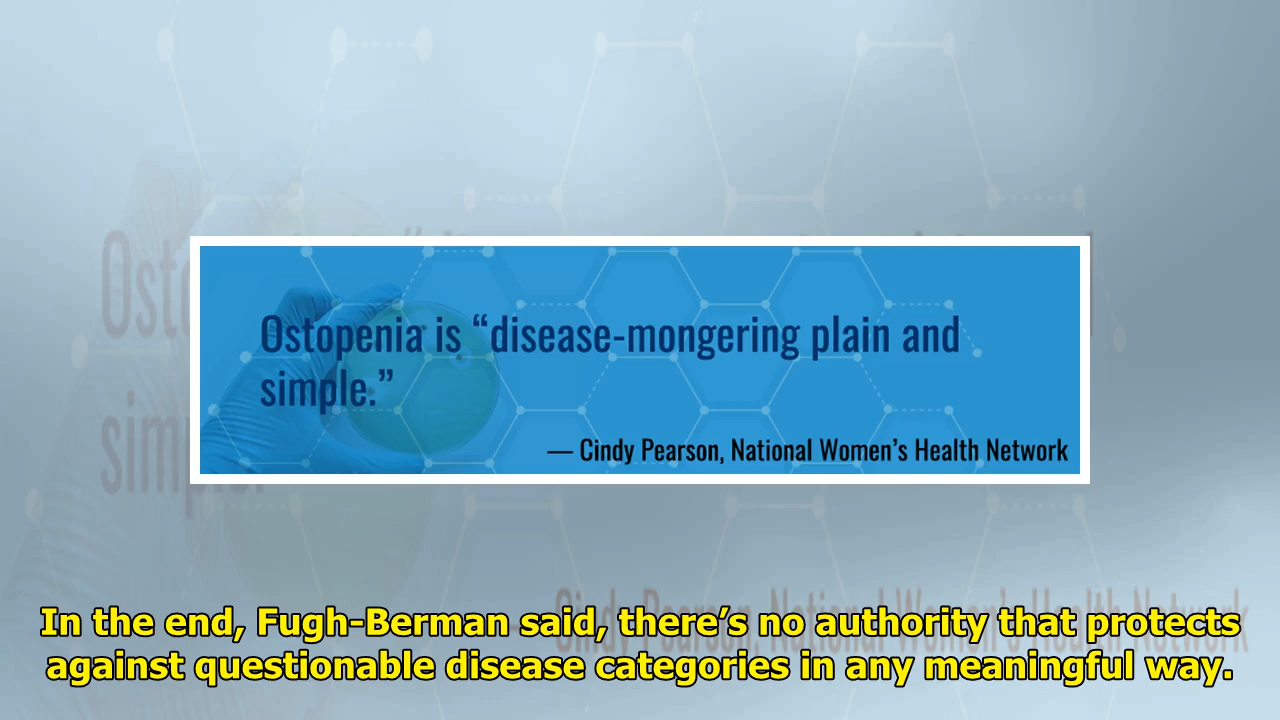 Ostopenia is “disease-mongering plain and
simple.”
— Cindy Pearson, National Women’s Health Network
In the end, Fugh-Berman said, there’s no authority that protects
against questionable disease categories in any meaningful way.